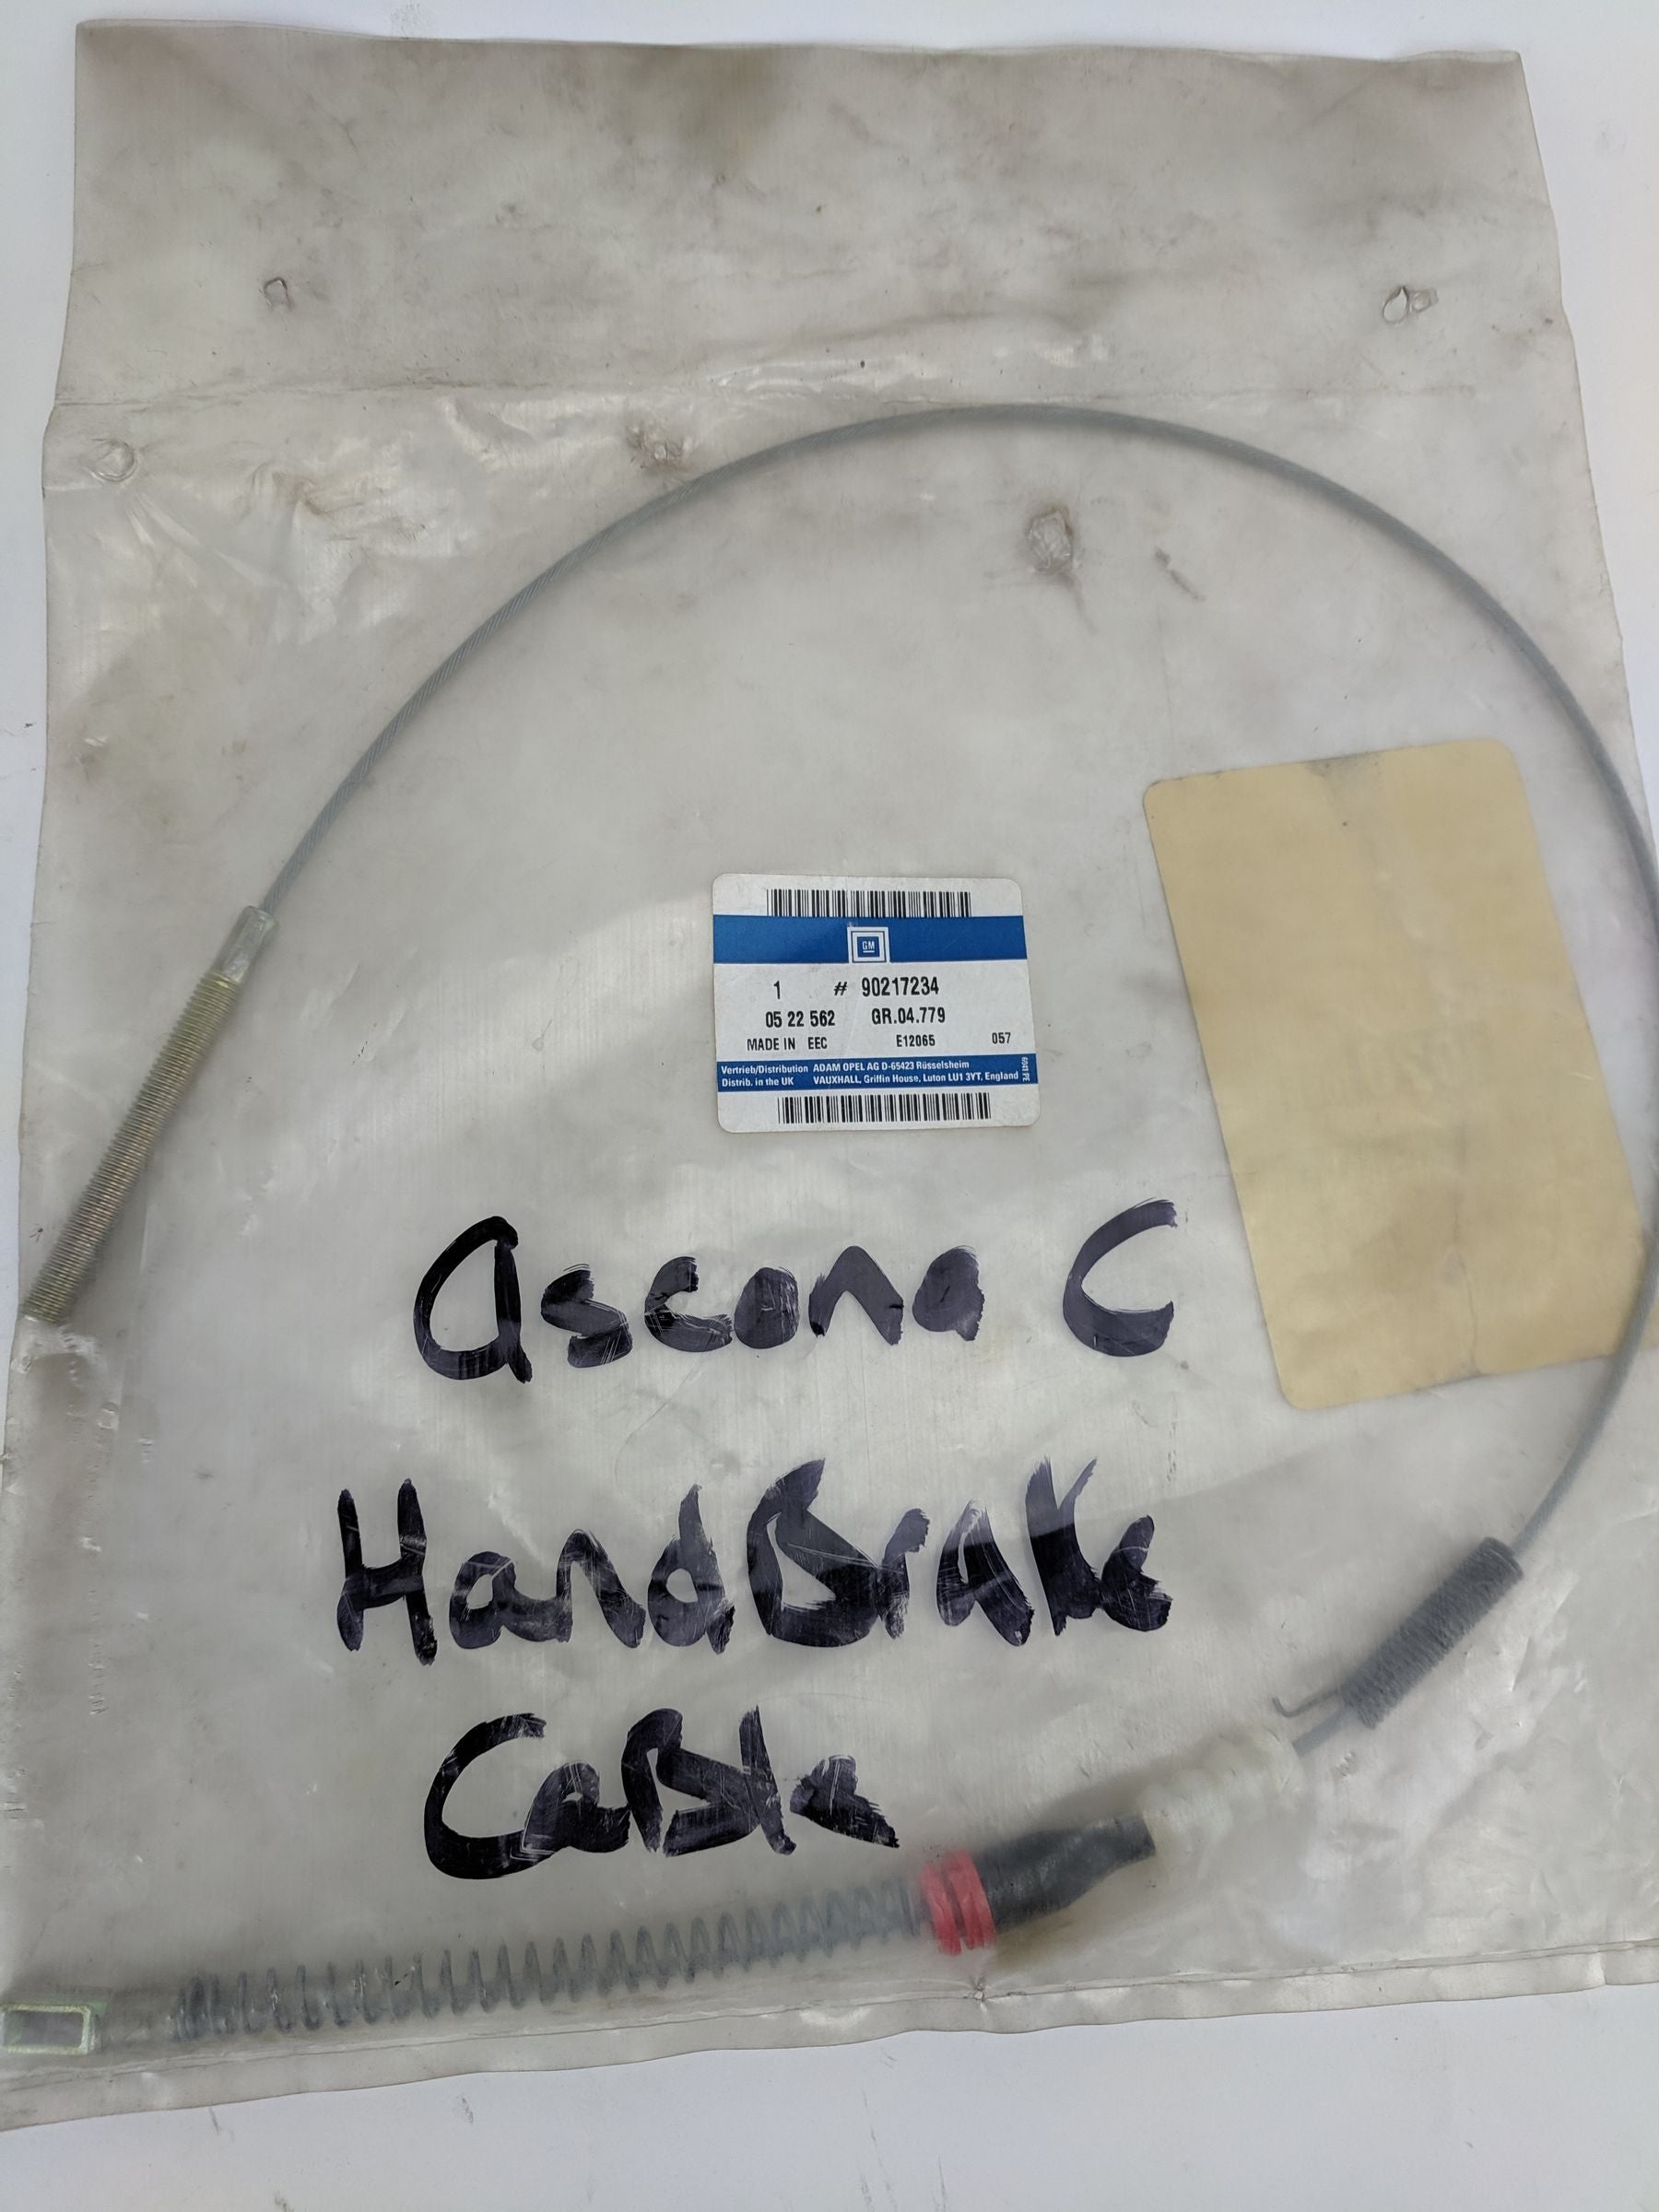 GM
1 # 90217234
05 22 562 GR.04.779
MADE IN EEC E12065 057
Vertrieb/Distribution ADAM OPEL AG D-65423 Rüsselsheim
Distrib. in the UK VAUXHALL, Griffin House, Luton LU1 3YT, England
Ascona C
HandBrake
CaBle